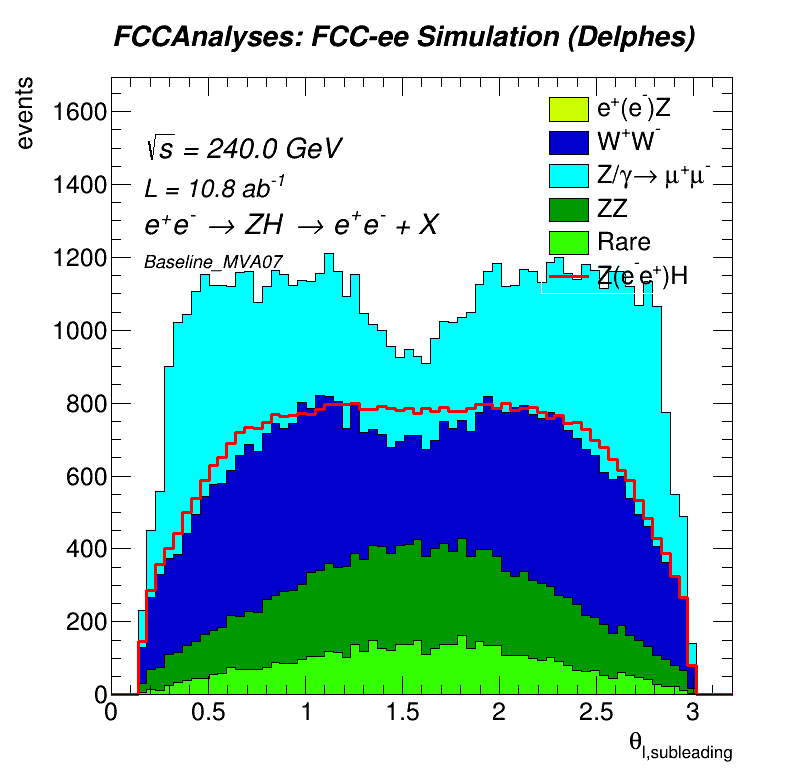 FCCAnalyses: FCC-ee Simulation (Delphes)
events
1600
1400
1200
1000
800
600
400
200
0
√s = 240.0 GeV
L = 10.8 ab⁻¹
e⁺e⁻ → ZH → e⁺e⁻ + X
Baseline_MVA07
e⁺(e⁻)Z
W⁺W⁻
Z/γ→ μ⁺μ⁻
ZZ
Rare
Z(e⁻e⁺)H
0 0.5 1 1.5 2 2.5 3
θ_l,subleading